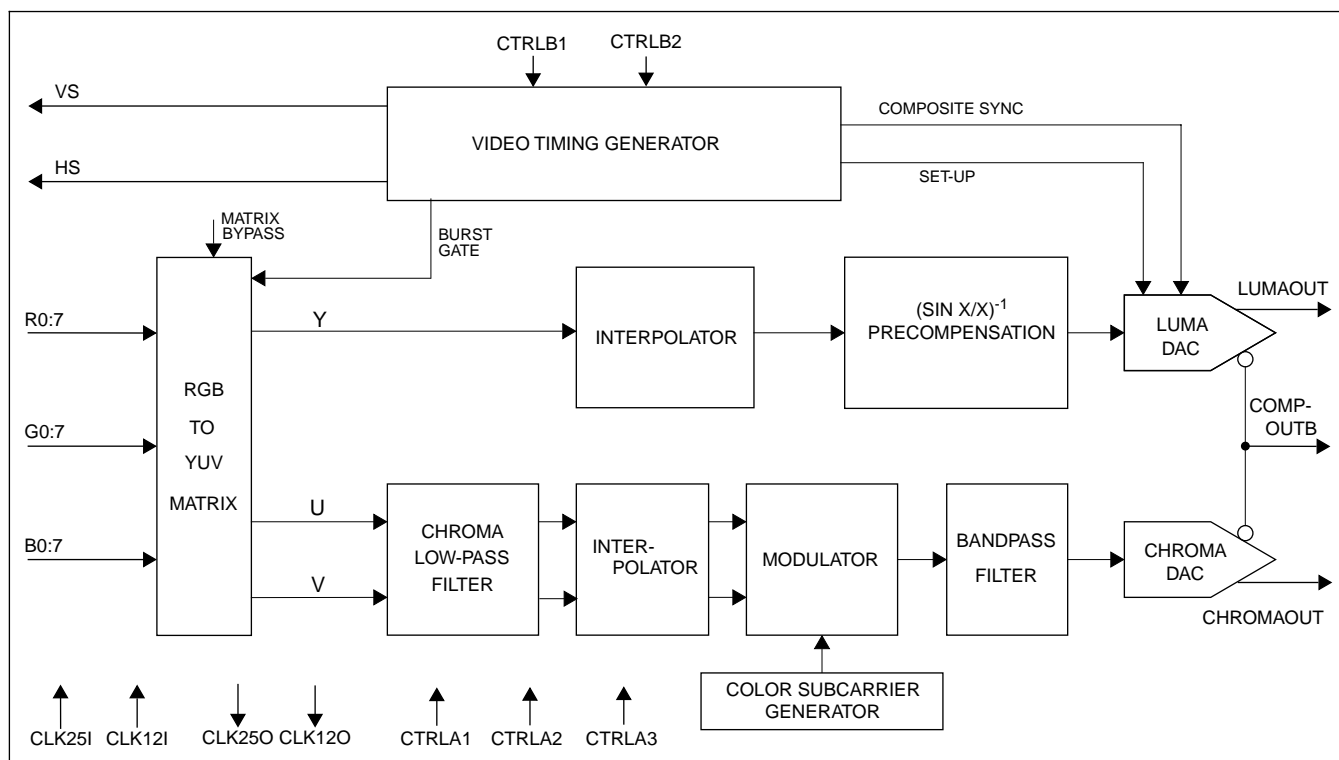 CTRLB1
CTRLB2
VS
HS
VIDEO TIMING GENERATOR
COMPOSITE SYNC
SET-UP
MATRIX
BYPASS
BURST
GATE
R0:7
G0:7
B0:7
RGB
TO
YUV
MATRIX
Y
U
V
INTERPOLATOR
(SIN X/X)-1
PRECOMPENSATION
LUMA
DAC
LUMAOUT
COMP-
OUTB
CHROMA
LOW-PASS
FILTER
INTER-
POLATOR
MODULATOR
BANDPASS
FILTER
CHROMA
DAC
CHROMAOUT
COLOR SUBCARRIER
GENERATOR
CLK25I
CLK12I
CLK25O
CLK12O
CTRLA1
CTRLA2
CTRLA3